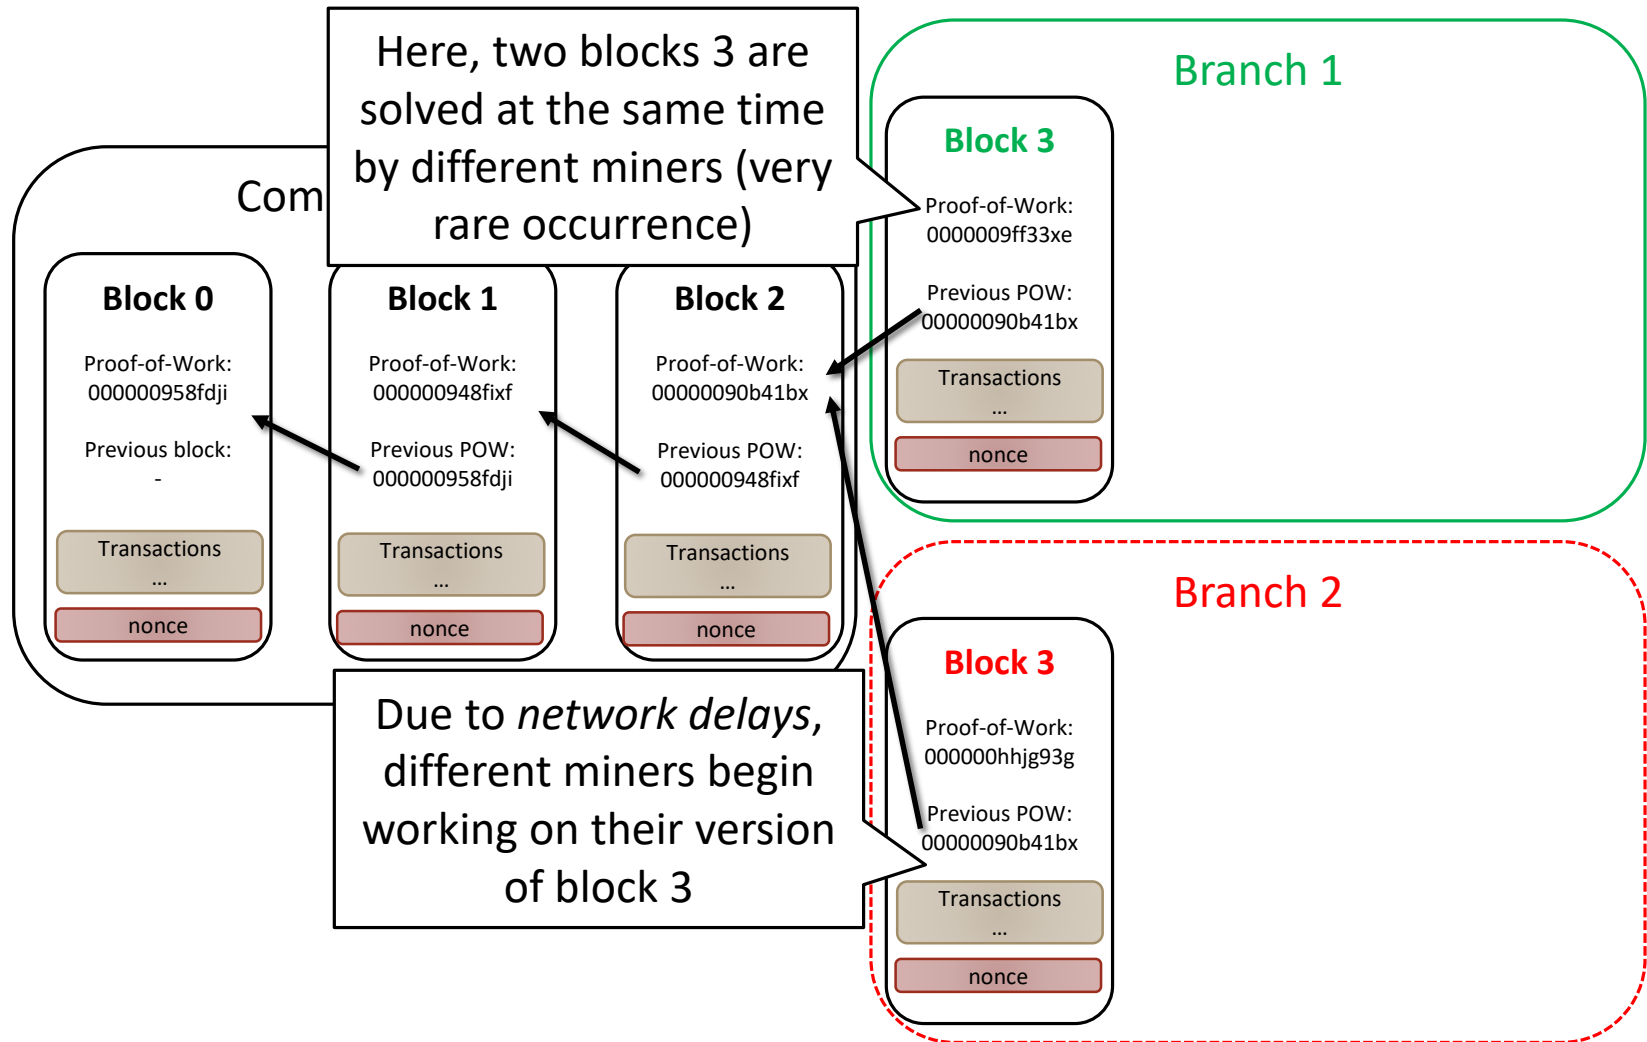 Here, two blocks 3 are
solved at the same time
by different miners (very
rare occurrence)
Com
Block 0
Proof-of-Work:
000000958fdji
Previous block:
-
Transactions
...
nonce
Block 1
Proof-of-Work:
000000948fixf
Previous POW:
000000958fdji
Transactions
...
nonce
Block 2
Proof-of-Work:
00000090b41bx
Previous POW:
000000948fixf
Transactions
...
nonce
Due to network delays,
different miners begin
working on their version
of block 3
Branch 1
Block 3
Proof-of-Work:
0000009ff33xe
Previous POW:
00000090b41bx
Transactions
...
nonce
Branch 2
Block 3
Proof-of-Work:
000000hhjg93g
Previous POW:
00000090b41bx
Transactions
...
nonce